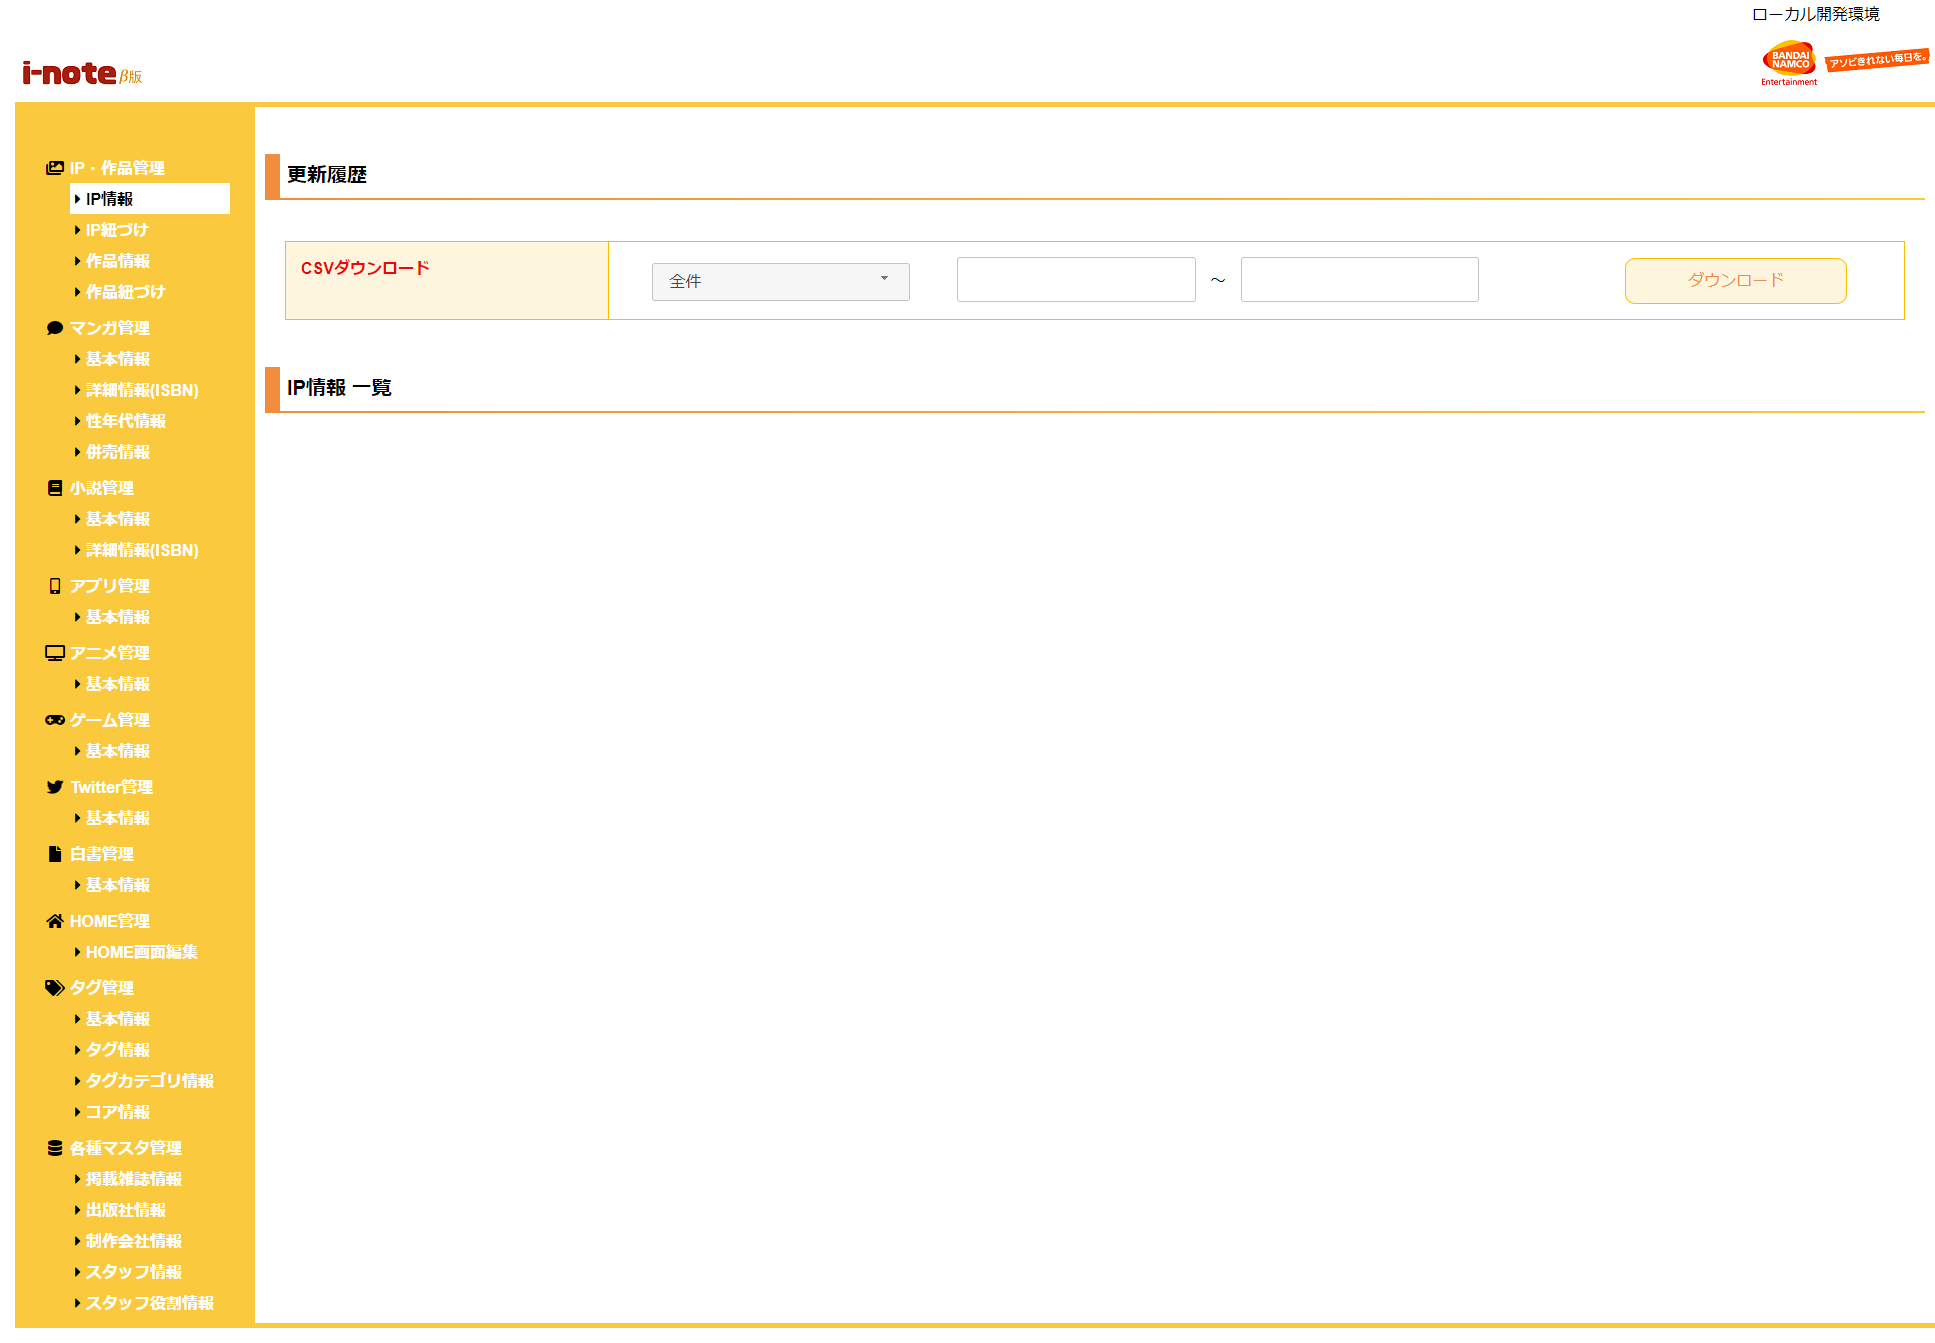 ローカル開発環境
i-note β版
BANDAI
NAMCO
Entertainment
アソビきれない毎日を。
IP・作品管理
IP情報
IP紐づけ
作品情報
作品紐づけ
マンガ管理
基本情報
詳細情報(ISBN)
性年代情報
併売情報
小説管理
基本情報
詳細情報(ISBN)
アプリ管理
基本情報
アニメ管理
基本情報
ゲーム管理
基本情報
Twitter管理
基本情報
白書管理
基本情報
HOME管理
HOME画面編集
タグ管理
基本情報
タグ情報
タグカテゴリ情報
コア情報
各種マスタ管理
掲載雑誌情報
出版社情報
制作会社情報
スタッフ情報
スタッフ役割情報
更新履歴
CSVダウンロード
全件
～
ダウンロード
IP情報 一覧